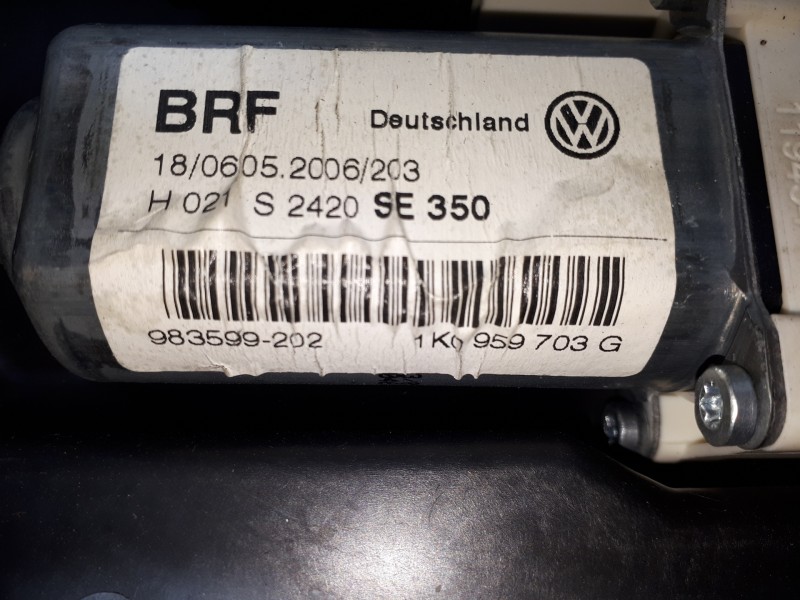 BRF
Deutschland
18/0605.2006/203
H 021 S 2420 SE 350
983599-202 1K0 959 703 G